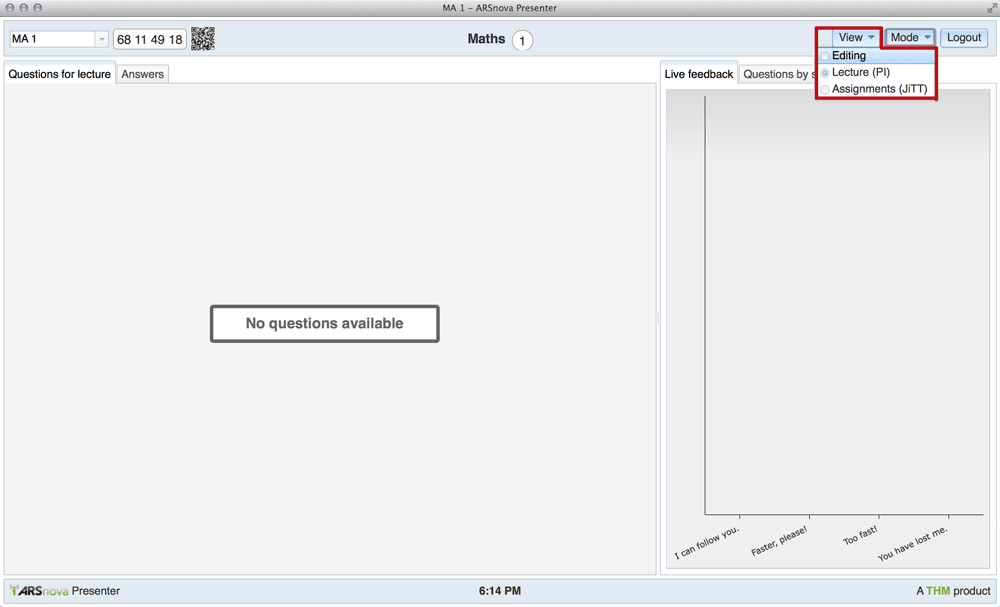 MA 1 - ARSnova Presenter
MA 1
68 11 49 18
Maths 1
View
Mode
Logout
Editing
Lecture (PI)
Assignments (JiTT)
Questions for lecture
Answers
Live feedback
Questions by s
No questions available
I can follow you.
Faster, please!
Too fast!
You have lost me.
ARSnova Presenter
6:14 PM
A THM product